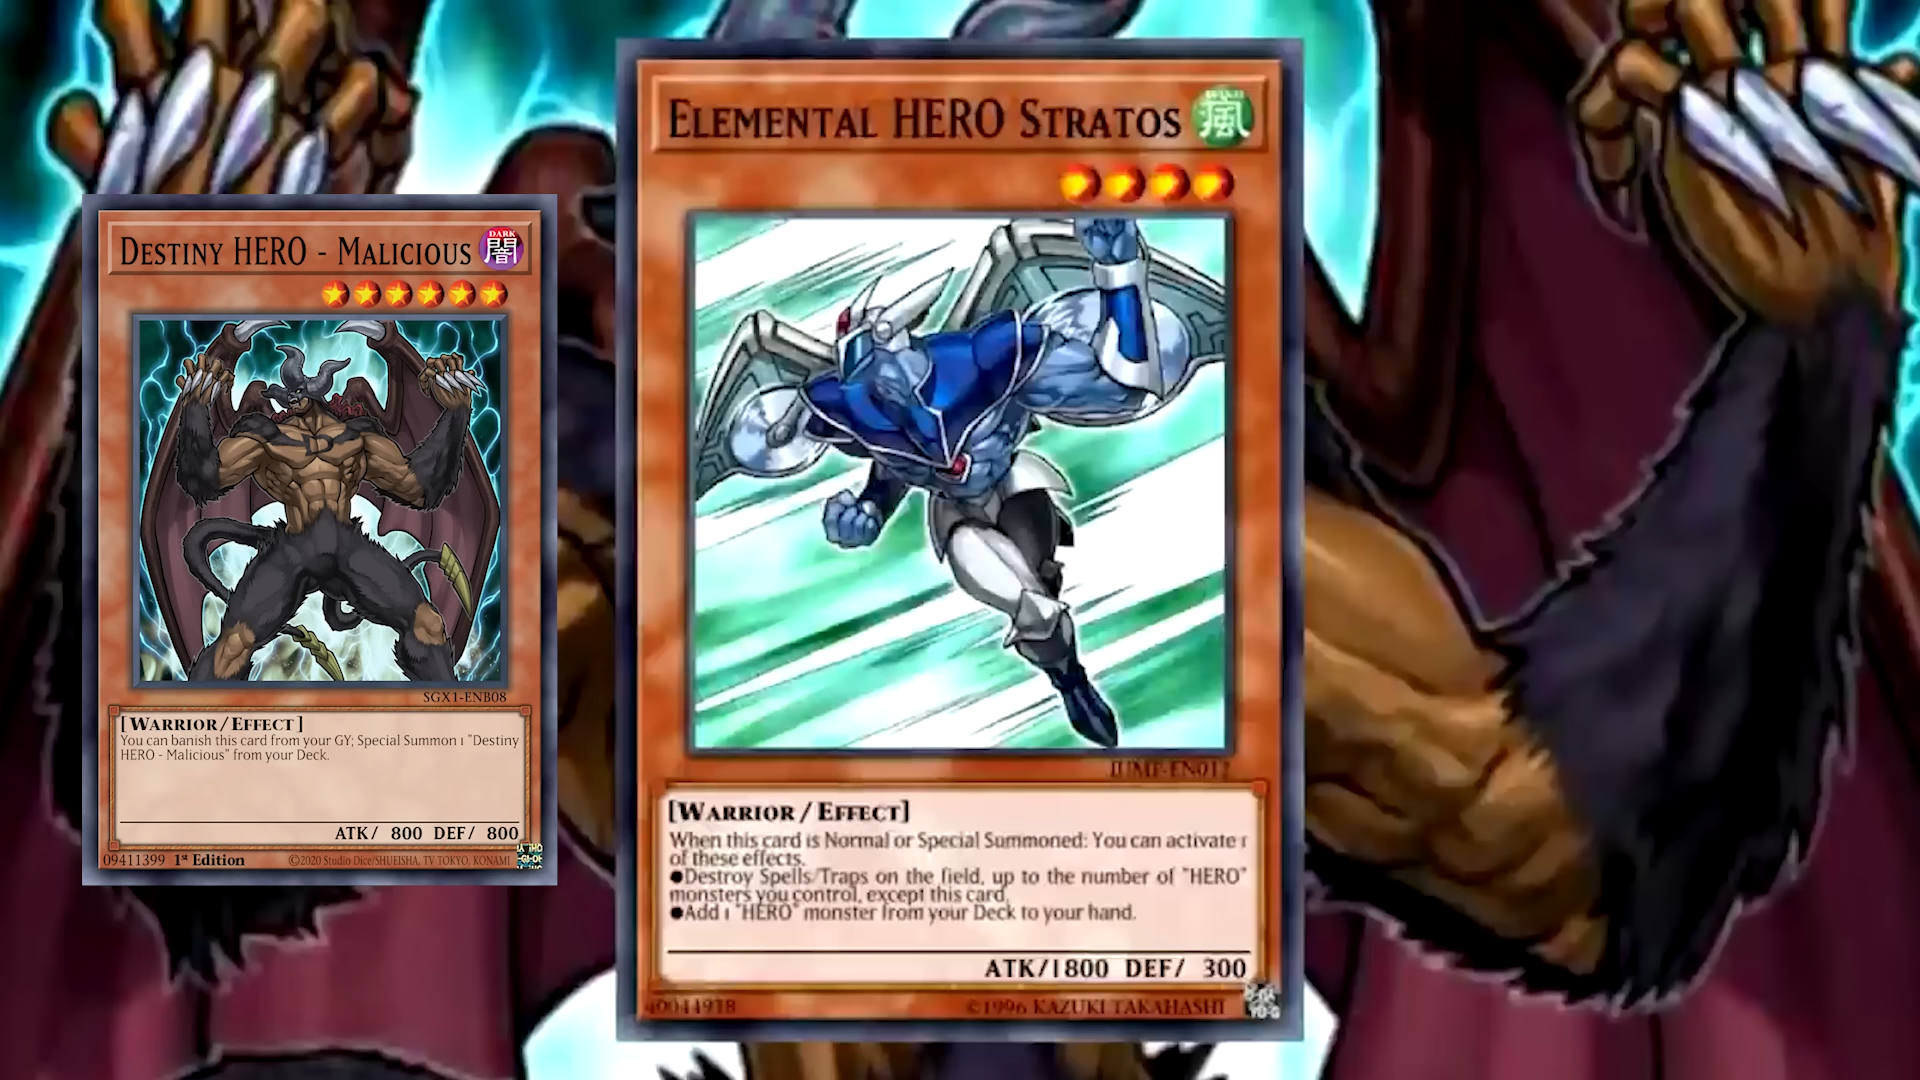 DESTINY HERO - MALICIOUS
DARK
闇
SGX1-ENB08
[WARRIOR/EFFECT]
You can banish this card from your GY; Special Summon 1 "Destiny
HERO - Malicious" from your Deck.
ATK/ 800 DEF/ 800
09411399 1st Edition
©2020 Studio Dice/SHUEISHA, TV TOKYO, KONAMI
ELEMENTAL HERO STRATOS
WIND
風
JUMP-EN017
[WARRIOR/EFFECT]
When this card is Normal or Special Summoned: You can activate 1
of these effects.
●Destroy Spells/Traps on the field, up to the number of "HERO"
monsters you control, except this card.
●Add 1 "HERO" monster from your Deck to your hand.
ATK/1800 DEF/ 300
40044918
©1996 KAZUKI TAKAHASHI